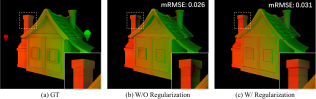 mRMSE: 0.026
mRMSE: 0.031
(a) GT
(b) W/O Regularization
(c) W/ Regularization